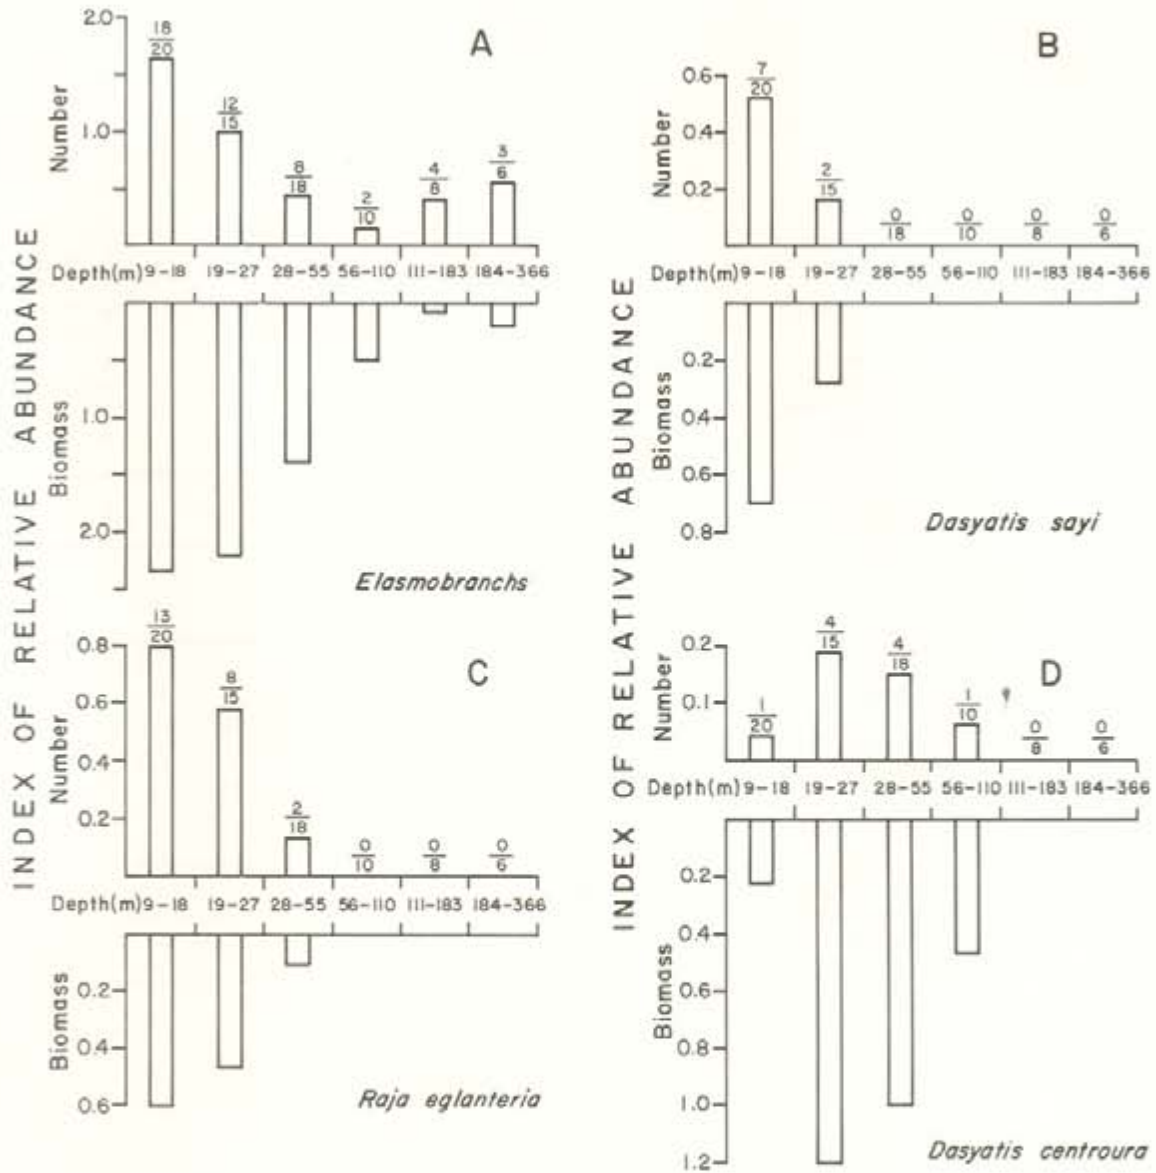 INDEX OF RELATIVE ABUNDANCE
A
Number
2.0
1.0
18/20
12/15
8/18
2/10
4/8
3/6
Depth(m) 9-18 19-27 28-55 56-110 111-183 184-366
Biomass
1.0
2.0
Elasmobranchs
C
Number
0.8
0.6
0.4
0.2
13/20
8/15
2/18
0/10
0/8
0/6
Depth(m) 9-18 19-27 28-55 56-110 111-183 184-366
Biomass
0.2
0.4
0.6
Raja eglanteria
INDEX OF RELATIVE ABUNDANCE
B
Number
0.6
0.4
0.2
7/20
2/15
0/18
0/10
0/8
0/6
Depth(m) 9-18 19-27 28-55 56-110 111-183 184-366
Biomass
0.2
0.4
0.6
0.8
Dasyatis sayi
D
Number
0.2
0.1
1/20
4/15
4/18
1/10
0/8
0/6
Depth(m) 9-18 19-27 28-55 56-110 111-183 184-366
Biomass
0.2
0.4
0.6
0.8
1.0
1.2
Dasyatis centroura